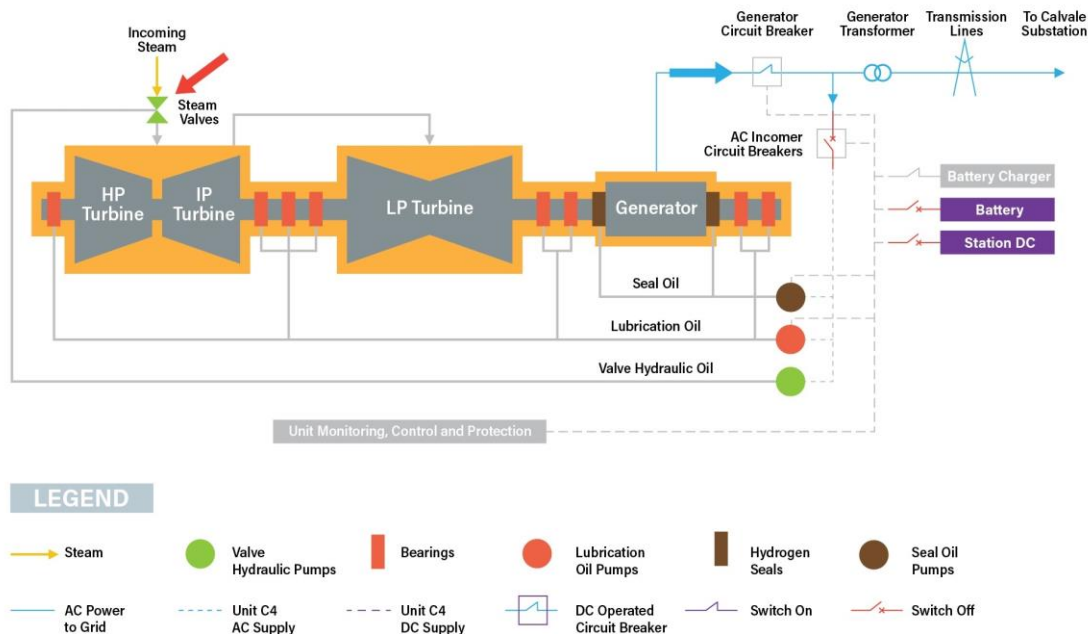 Generator
Circuit Breaker
Generator
Transformer
Transmission
Lines
To Calvale
Substation
Incoming
Steam
Steam
Valves
AC Incomer
Circuit Breakers
HP
Turbine
IP
Turbine
LP Turbine
Generator
Battery Charger
Battery
Station DC
Seal Oil
Lubrication Oil
Valve Hydraulic Oil
Unit Monitoring, Control and Protection
LEGEND
Steam
Valve
Hydraulic Pumps
Bearings
Lubrication
Oil Pumps
Hydrogen
Seals
Seal Oil
Pumps
AC Power
to Grid
Unit C4
AC Supply
Unit C4
DC Supply
DC Operated
Circuit Breaker
Switch On
Switch Off